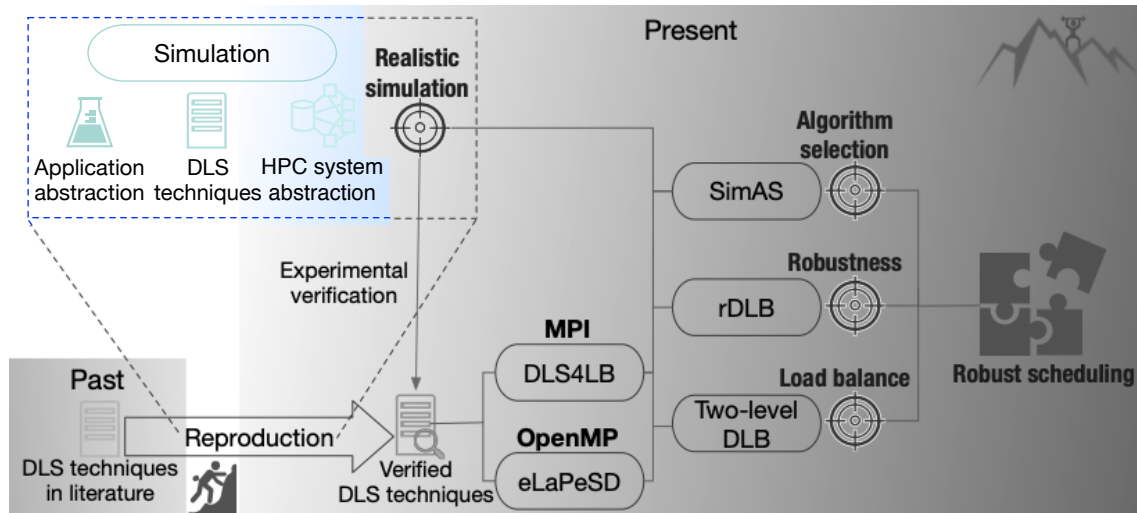 Present
Simulation
Realistic
simulation
Application
abstraction
DLS
techniques
HPC system
abstraction
Algorithm
selection
SimAS
Experimental
verification
Robustness
rDLB
MPI
DLS4LB
Robust scheduling
Past
Load balance
Two-level
DLB
Reproduction
OpenMP
eLaPeSD
DLS techniques
in literature
Verified
DLS techniques